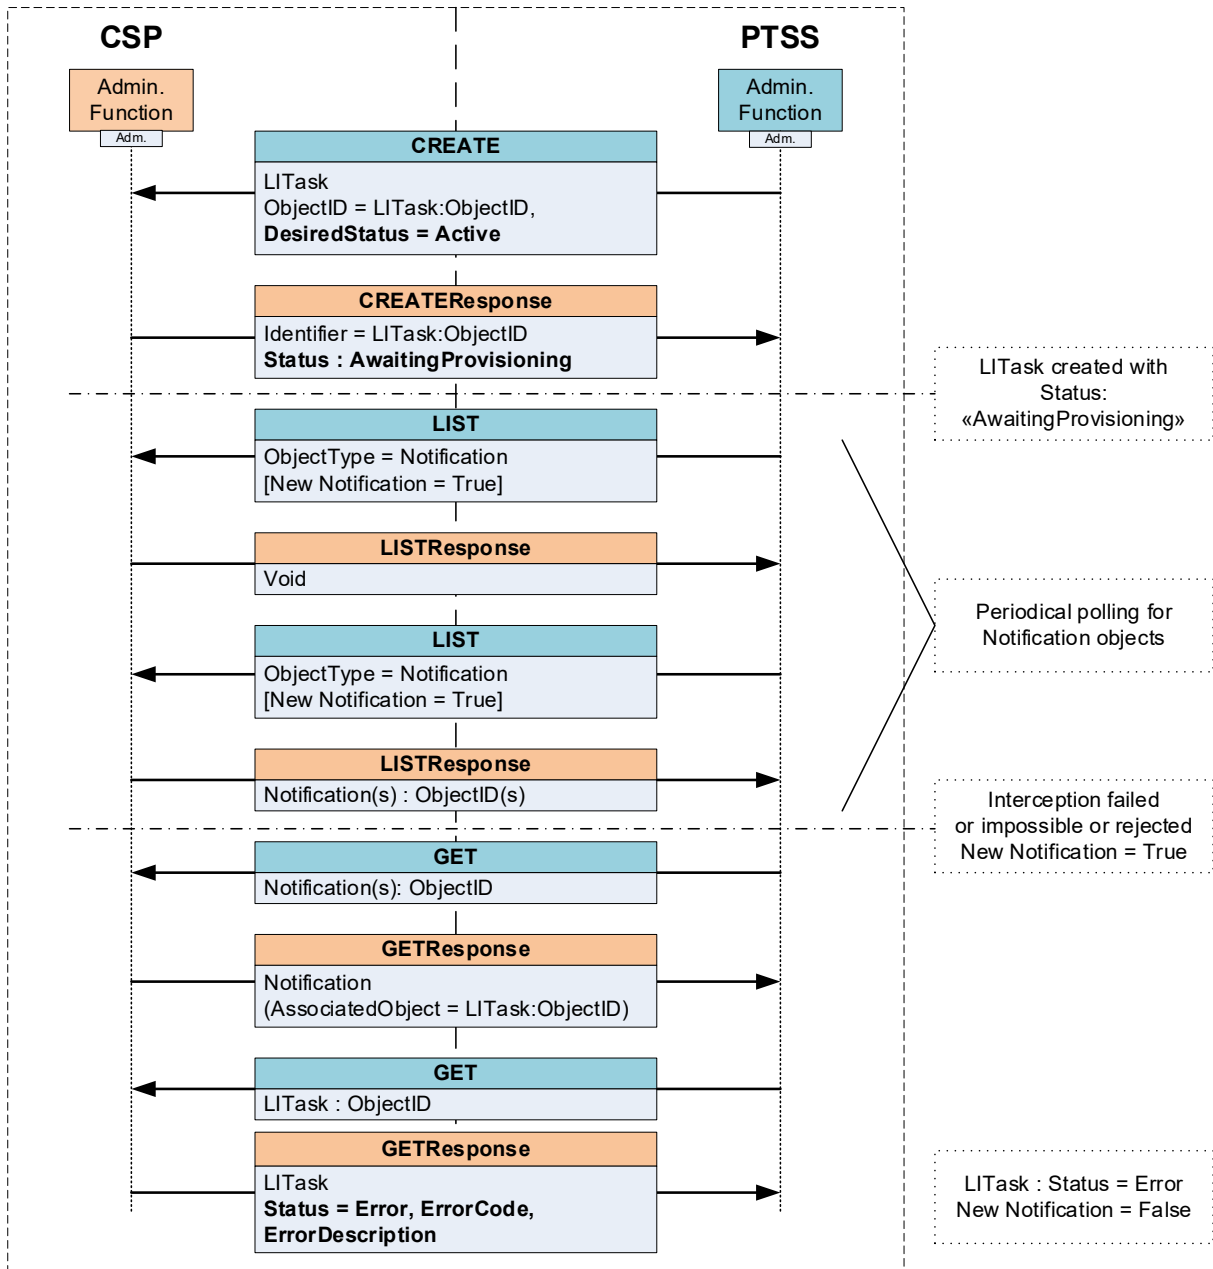 CSP
PTSS
Admin.
Function
Adm.
Admin.
Function
Adm.
CREATE
LITask
ObjectID = LITask:ObjectID,
DesiredStatus = Active
CREATEResponse
Identifier = LITask:ObjectID
Status : AwaitingProvisioning
LITask created with
Status:
«AwaitingProvisioning»
LIST
ObjectType = Notification
[New Notification = True]
LISTResponse
Void
Periodical polling for
Notification objects
LIST
ObjectType = Notification
[New Notification = True]
LISTResponse
Notification(s) : ObjectID(s)
Interception failed
or impossible or rejected
New Notification = True
GET
Notification(s): ObjectID
GETResponse
Notification
(AssociatedObject = LITask:ObjectID)
GET
LITask : ObjectID
GETResponse
LITask
Status = Error, ErrorCode,
ErrorDescription
LITask : Status = Error
New Notification = False